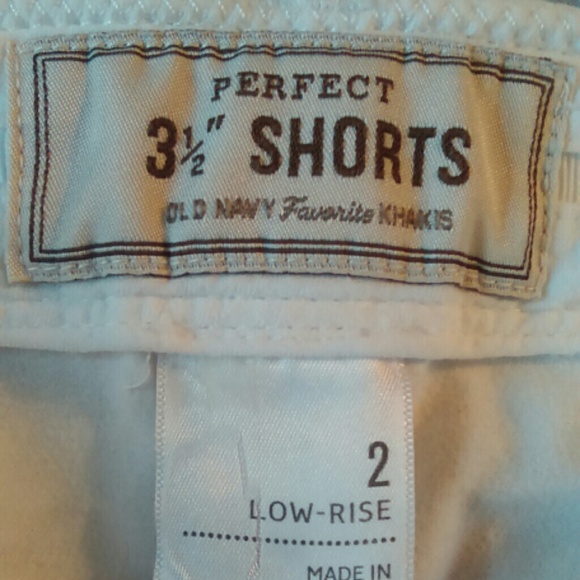 PERFECT
3½" SHORTS
OLD NAVY Favorite KHAKIS
2
LOW-RISE
MADE IN